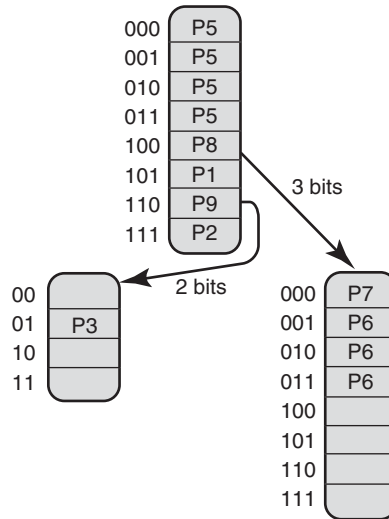 000 P5
001 P5
010 P5
011 P5
100 P8
101 P1
110 P9
111 P2
3 bits
2 bits
00
01 P3
10
11
000 P7
001 P6
010 P6
011 P6
100
101
110
111